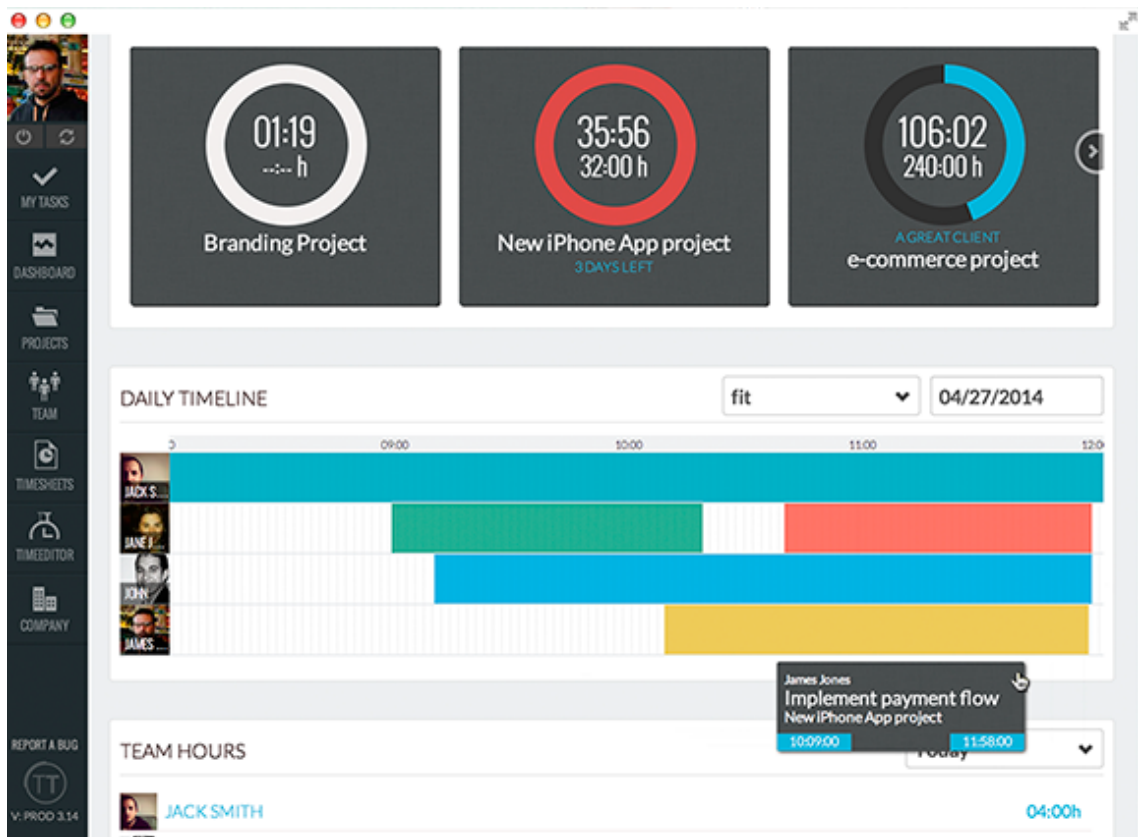 01:19
--:-- h
Branding Project
35:56
32:00 h
New iPhone App project
3 DAYS LEFT
106:02
240:00 h
A GREAT CLIENT
e-commerce project
MY TASKS
DASHBOARD
PROJECTS
TEAM
TIMESHEETS
TIMEEDITOR
COMPANY
REPORT A BUG
TT
V: PROD 3.14
DAILY TIMELINE
fit
04/27/2014
09:00
10:00
11:00
12:0
JACK S...
JANE J...
JOHN
JAMES ...
James Jones
Implement payment flow
New iPhone App project
10:09:00
11:58:00
TEAM HOURS
Today
JACK SMITH
04:00h